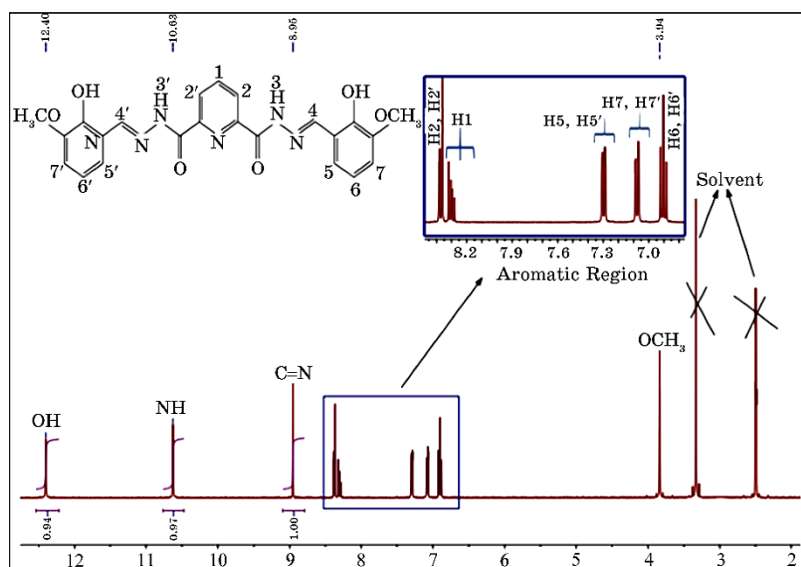 -12.40
-10.63
-8.95
-3.94
1
2' 2
3' 3
H H
OH N N OH
H₃CO 4' N N N 4 OCH₃
N
O O
7' 5' 5 7
6' 6
H2, H2'
H1
H5, H5'
H7, H7'
H6, H6'
8.2 7.9 7.6 7.3 7.0
Aromatic Region
Solvent
OCH₃
C=N
NH
OH
0.94
0.97
1.00
12 11 10 9 8 7 6 5 4 3 2